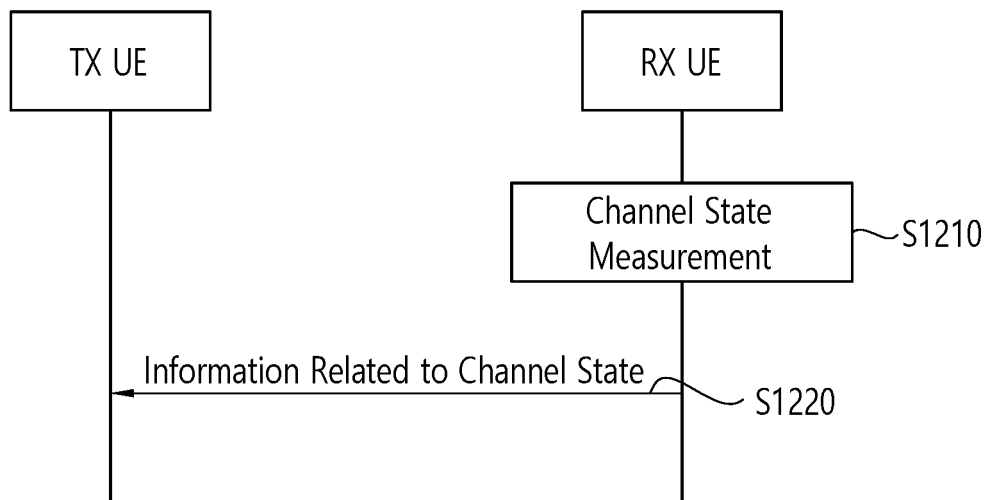 TX UE
RX UE
Channel State
Measurement
S1210
Information Related to Channel State
S1220